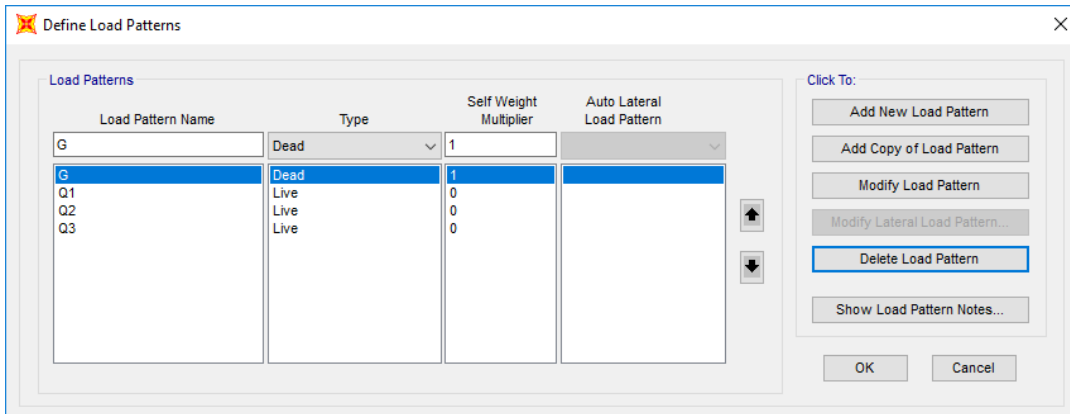 Define Load Patterns
Load Patterns
Click To:
Load Pattern Name Type Self Weight Multiplier Auto Lateral Load Pattern
G Dead 1
G Dead 1
Q1 Live 0
Q2 Live 0
Q3 Live 0
Add New Load Pattern
Add Copy of Load Pattern
Modify Load Pattern
Modify Lateral Load Pattern...
Delete Load Pattern
Show Load Pattern Notes...
OK Cancel